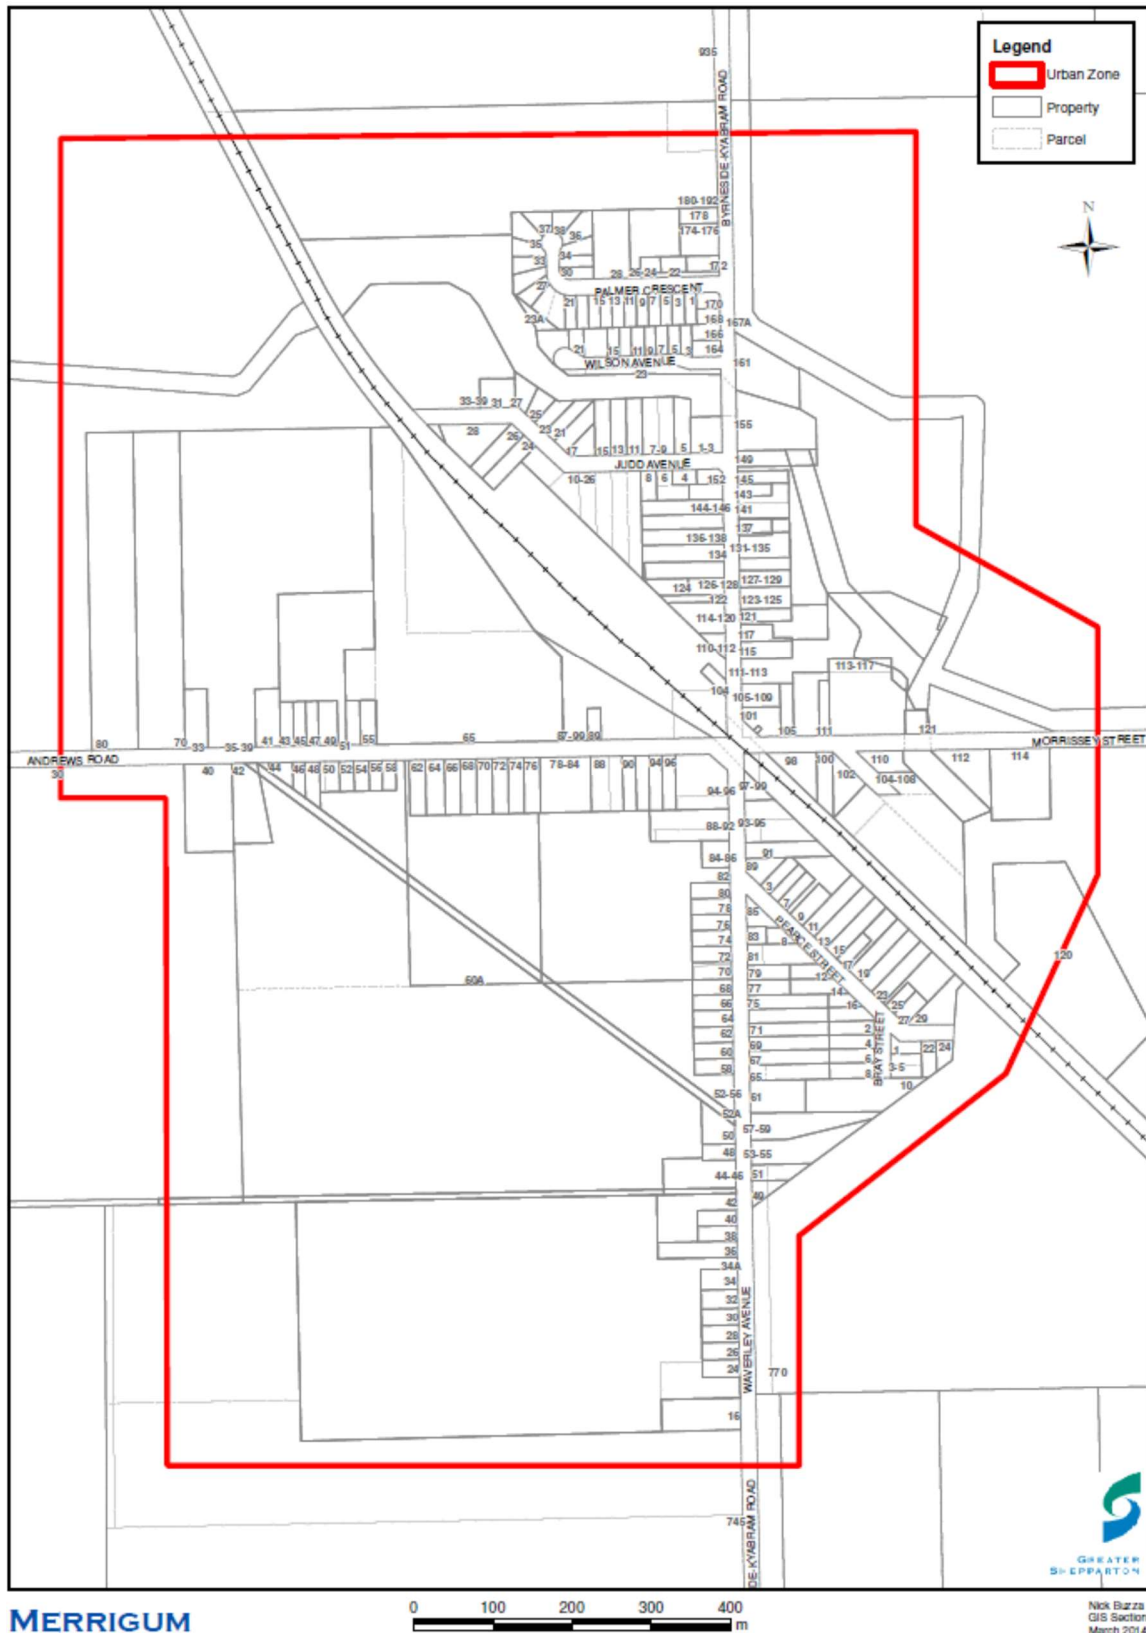 935
BYRNESIDE-KYABRAM ROAD
Legend
Urban Zone
Property
Parcel
N
180-192
178
174-176
172
37 38 36
35 34
33 30
27
28 26-24 22
PALMER CRESCENT
21 15 13 11 9 7 5 3 1 170
23A
168 167A
166
164
21 15 11 9 7 5 3
WILSON AVENUE
23
161
33-39 31 27
25
23 21
155
28 26
24
17 15 13 11 7-9 5 1-3
JUDD AVENUE
149
10-26 8 6 4 152
145
143
144-146 141
137
136-138 131-135
134
126-128 127-129
124
122 123-125
114-120 121
117
110-112 115
111-113
113-117
104
105-109
101
105 111 121
MORRISSEY STREET
80 70 33 35-39 41 43 45 47 49 51 55 65 67-99 89
ANDREWS ROAD
30 40 42 44 46 48 50 52 54 56 58 62 64 66 68 70 72 74 76 78-84 88 90 94 96
98 100 102 110 104-108 112 114
94-96 97-99
88-92 93-95
84-86 91
89
82
80
78 85
76
74 83
72 81
70 79
68 77
66 75
64
62 71
60 69
67
58 65
3 7 9 11 13 15 17 19 23 25 27 29
PEARCE STREET
8 12 14 16
2
4
6
8
BRAY STREET
1
3-5
22 24
10
120
60A
52-56 61
52A
57-59
50
48 53-55
44-46 51
49
42
40
38
36
34A
34
32
30
28
26
24
WAVERLEY AVENUE
770
16
745
DE-KYABRAM ROAD
GREATER
SHEPPARTON
MERRIGUM
0 100 200 300 400
m
Nick Buzza
GIS Section
March 2014